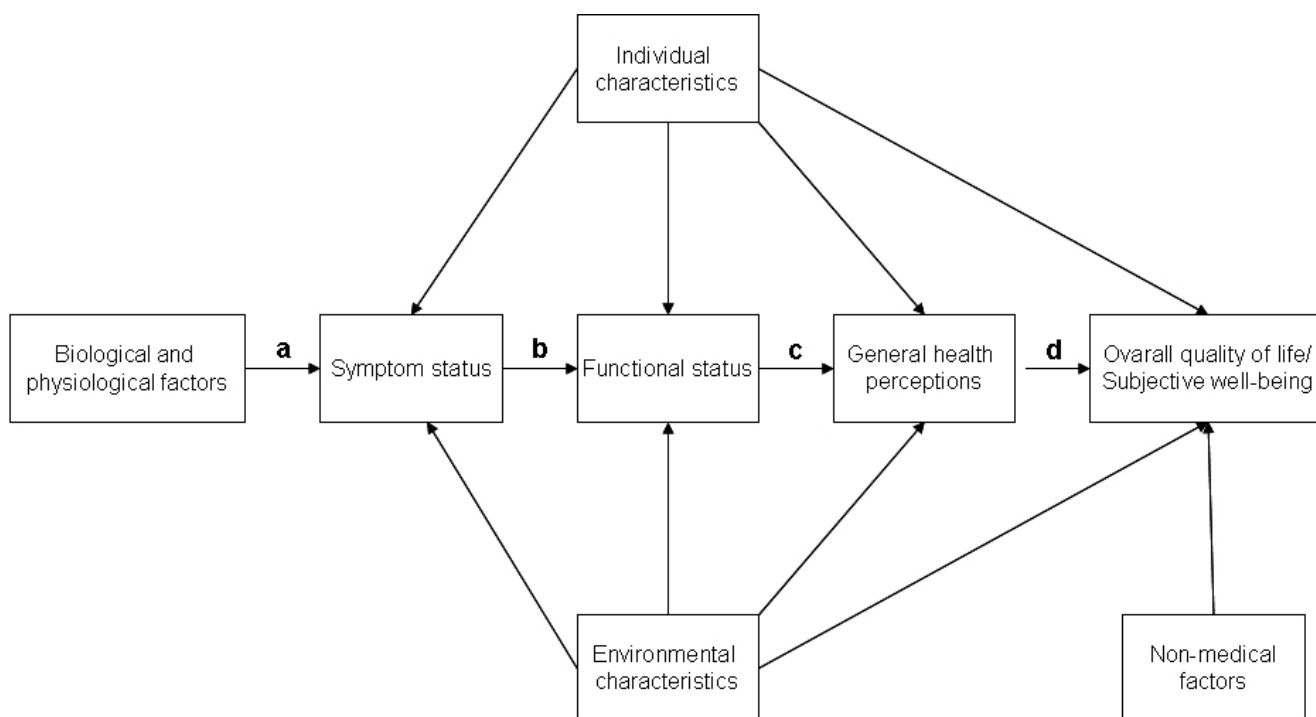 Individual
characteristics
Biological and
physiological factors
a
Symptom status
b
Functional status
c
General health
perceptions
d
Ovarall quality of life/
Subjective well-being
Environmental
characteristics
Non-medical
factors